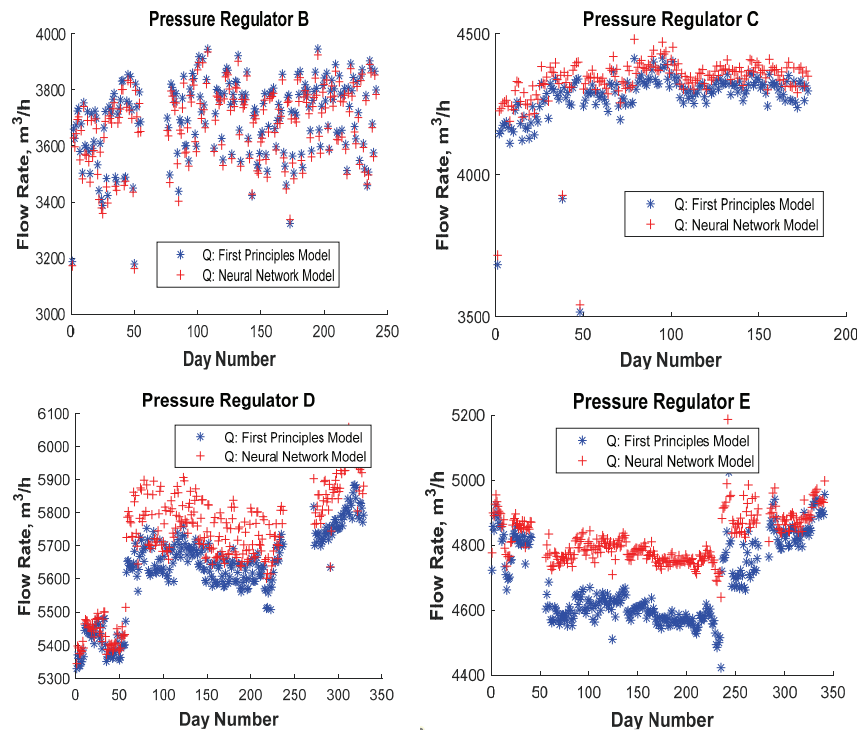 Pressure Regulator B
4000
3800
3600
3400
3200
3000
Flow Rate, m³/h
Q: First Principles Model
Q: Neural Network Model
0 50 100 150 200 250
Day Number
Pressure Regulator C
4500
4000
3500
Flow Rate, m³/h
Q: First Principles Model
Q: Neural Network Model
0 50 100 150 200
Day Number
Pressure Regulator D
6100
6000
5900
5800
5700
5600
5500
5400
5300
Flow Rate, m³/h
Q: First Principles Model
Q: Neural Network Model
0 50 100 150 200 250 300 350
Day Number
Pressure Regulator E
5200
5000
4800
4600
4400
Flow Rate, m³/h
Q: First Principles Model
Q: Neural Network Model
0 50 100 150 200 250 300 350
Day Number